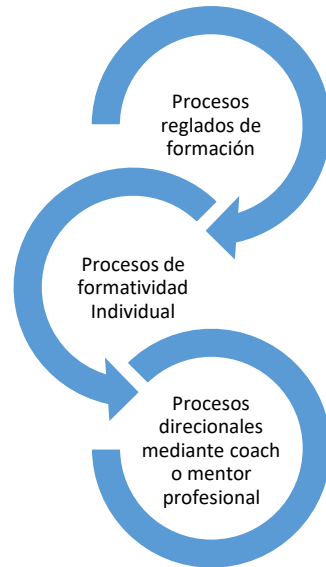 Procesos
reglados de
formación
Procesos de
formatividad
Individual
Procesos
direcionales
mediante coach
o mentor
profesional